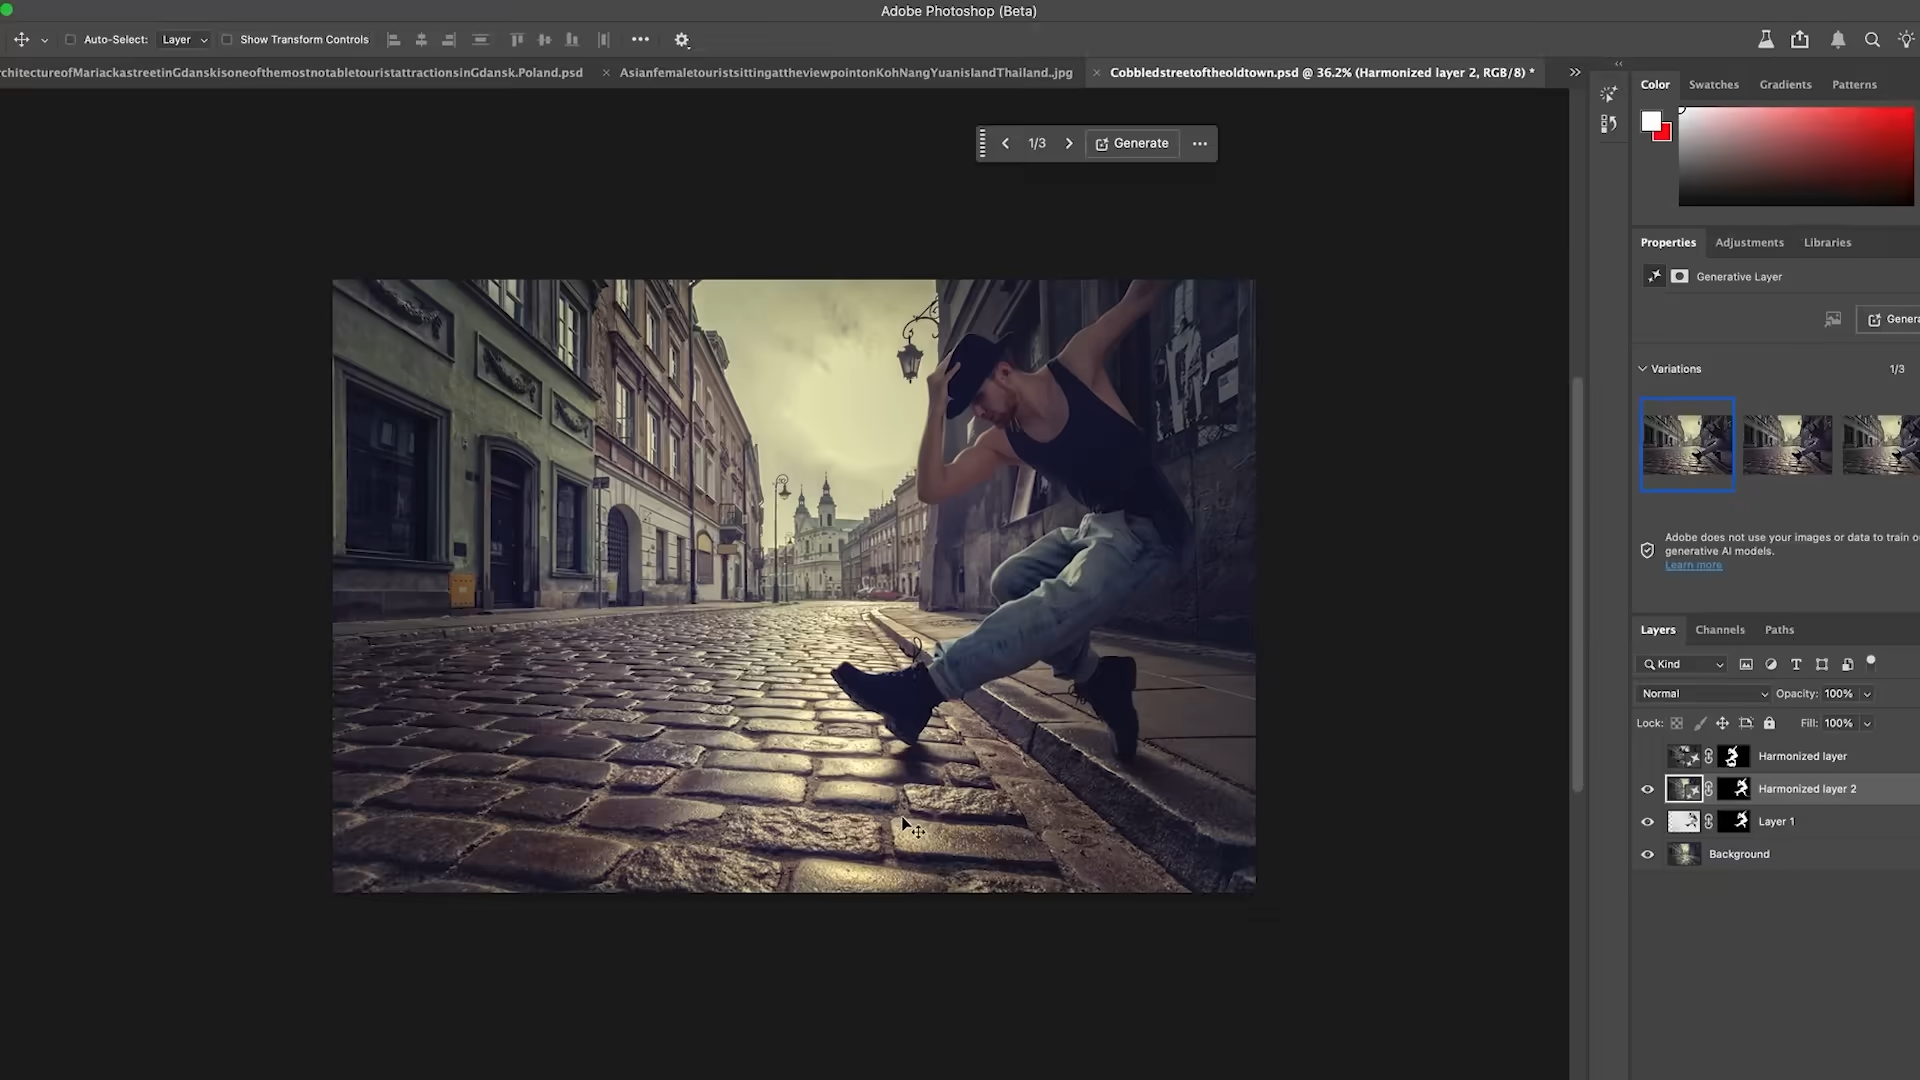 Adobe Photoshop (Beta)
Auto-Select: Layer Show Transform Controls
rchitectureofMariackastreetinGdanskisoneofthemostnotabletouristattractionsinGdansk.Poland.psd × AsianfemaletouristsittingattheviewpointonKohNangYuanislandThailand..jpg × Cobbledstreetoftheoldtown.psd @ 36.2% (Harmonized layer 2, RGB/8) *
Color Swatches Gradients Patterns
1/3 Generate
Properties Adjustments Libraries
Generative Layer
Genera
Variations 1/3
Adobe does not use your images or data to train o
generative AI models.
Learn more
Layers Channels Paths
Kind
Normal Opacity: 100%
Lock: Fill: 100%
Harmonized layer
Harmonized layer 2
Layer 1
Background